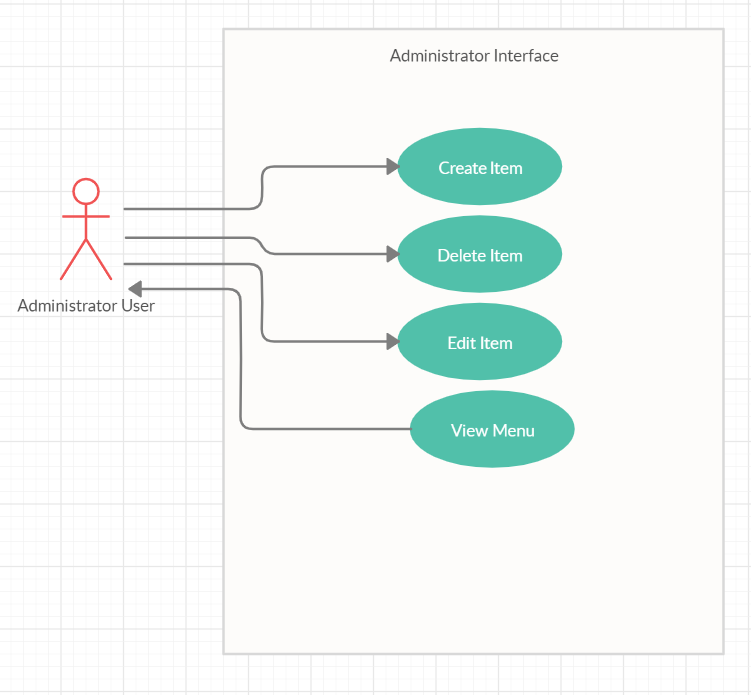 Administrator Interface
Create Item
Delete Item
Edit Item
Administrator User
View Menu